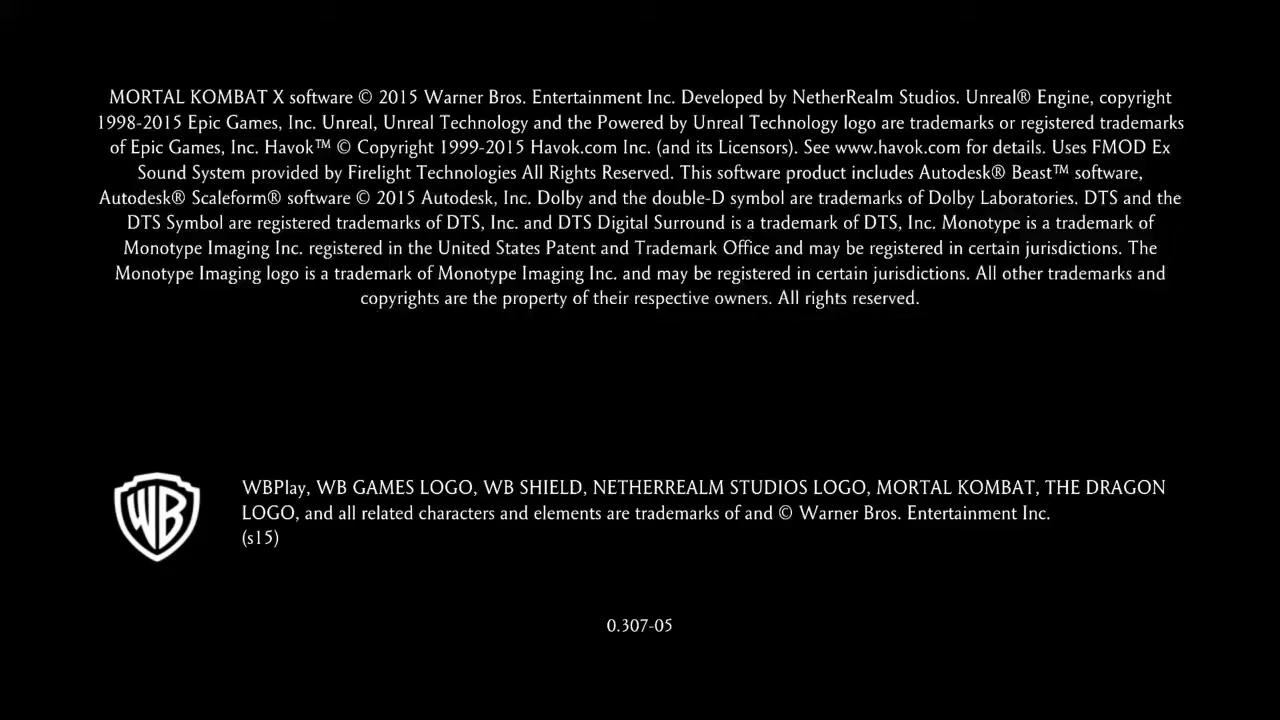 MORTAL KOMBAT X software © 2015 Warner Bros. Entertainment Inc. Developed by NetherRealm Studios. Unreal® Engine, copyright
1998-2015 Epic Games, Inc. Unreal, Unreal Technology and the Powered by Unreal Technology logo are trademarks or registered trademarks
of Epic Games, Inc. Havok™ © Copyright 1999-2015 Havok.com Inc. (and its Licensors). See www.havok.com for details. Uses FMOD Ex
Sound System provided by Firelight Technologies All Rights Reserved. This software product includes Autodesk® Beast™ software,
Autodesk® Scaleform® software © 2015 Autodesk, Inc. Dolby and the double-D symbol are trademarks of Dolby Laboratories. DTS and the
DTS Symbol are registered trademarks of DTS, Inc. and DTS Digital Surround is a trademark of DTS, Inc. Monotype is a trademark of
Monotype Imaging Inc. registered in the United States Patent and Trademark Office and may be registered in certain jurisdictions. The
Monotype Imaging logo is a trademark of Monotype Imaging Inc. and may be registered in certain jurisdictions. All other trademarks and
copyrights are the property of their respective owners. All rights reserved.
WB
WBPlay, WB GAMES LOGO, WB SHIELD, NETHERREALM STUDIOS LOGO, MORTAL KOMBAT, THE DRAGON
LOGO, and all related characters and elements are trademarks of and © Warner Bros. Entertainment Inc.
(s15)
0.307-05